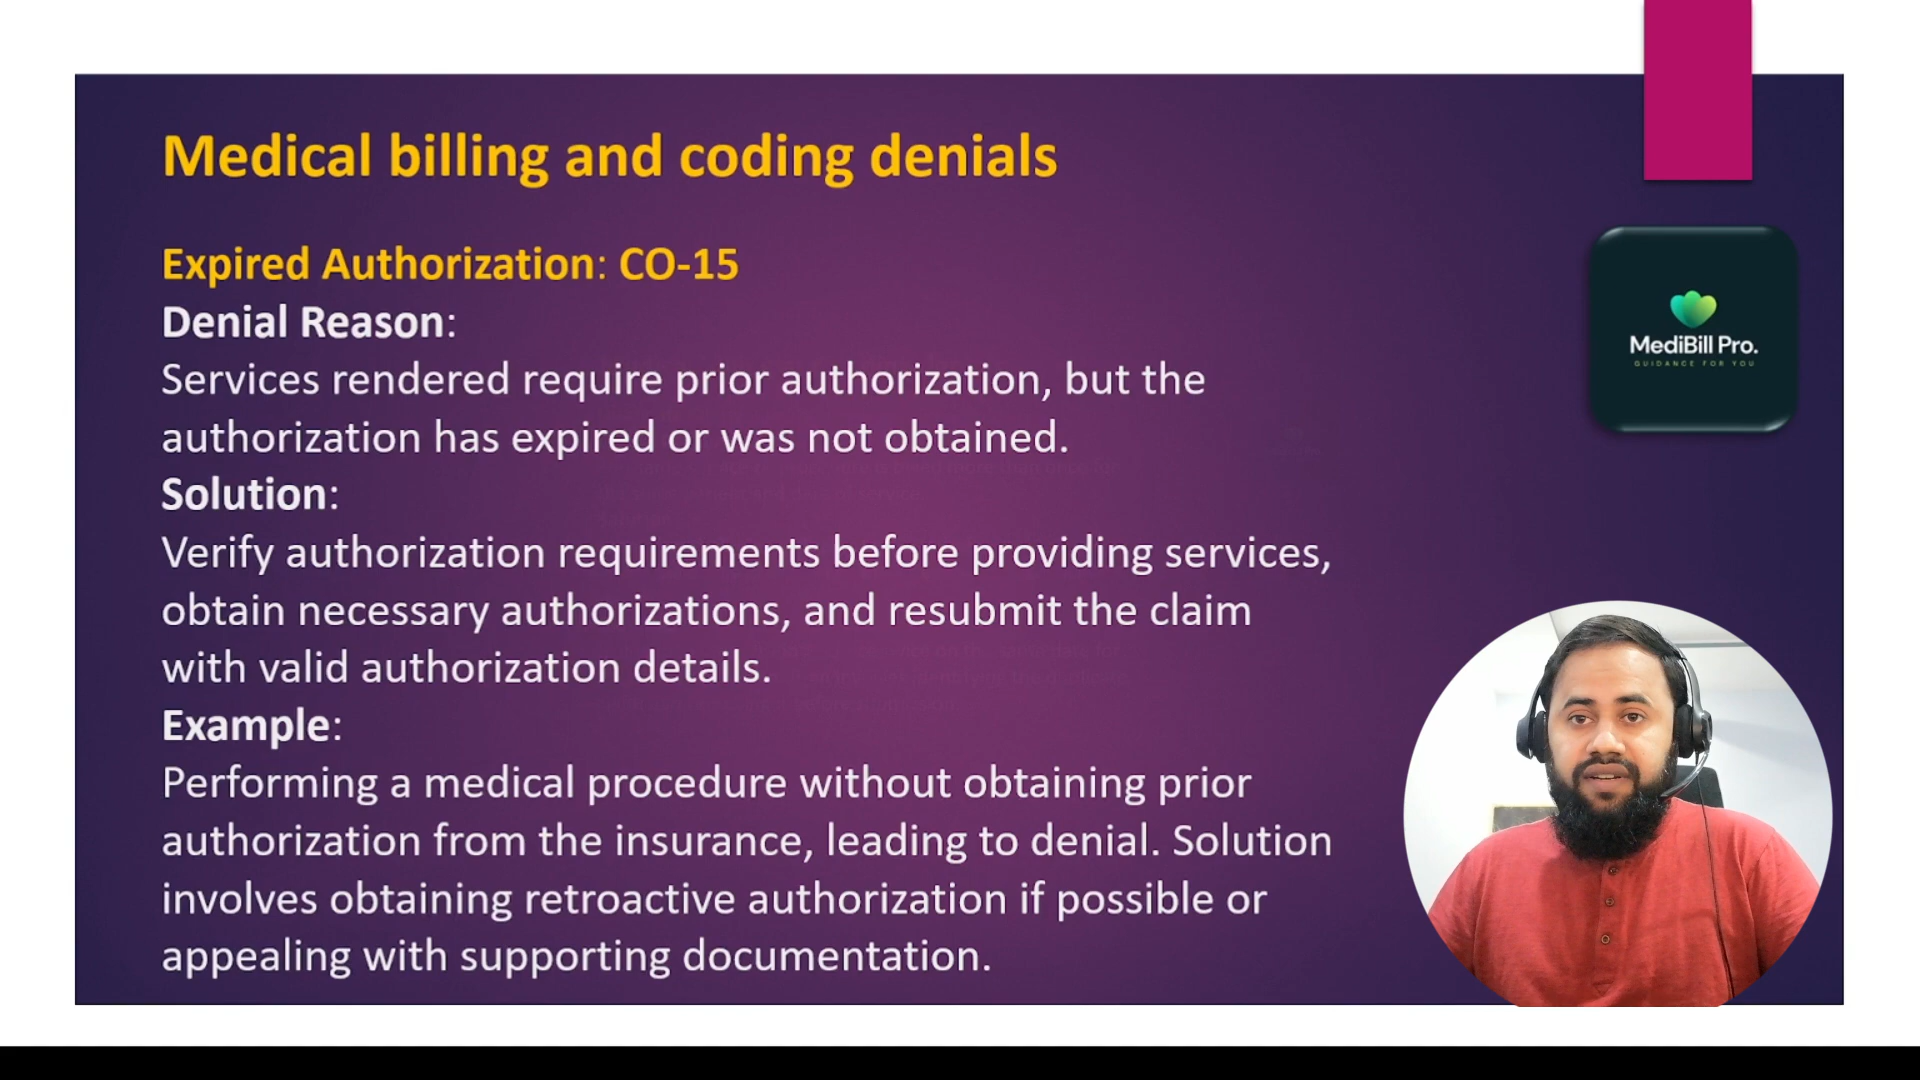 Medical billing and coding denials
Expired Authorization: CO-15
Denial Reason:
Services rendered require prior authorization, but the
authorization has expired or was not obtained.
Solution:
Verify authorization requirements before providing services,
obtain necessary authorizations, and resubmit the claim
with valid authorization details.
Example:
Performing a medical procedure without obtaining prior
authorization from the insurance, leading to denial. Solution
involves obtaining retroactive authorization if possible or
appealing with supporting documentation.
MediBill Pro.
GUIDANCE FOR YOU